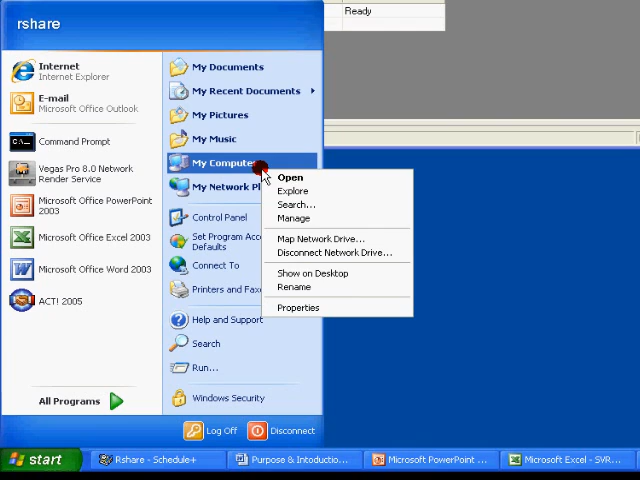 rshare
Ready
Internet
Internet Explorer
E-mail
Microsoft Office Outlook
C:\
Command Prompt
Vegas Pro 8.0 Network
Render Service
Microsoft Office PowerPoint
2003
Microsoft Office Excel 2003
Microsoft Office Word 2003
ACT! 2005
All Programs
My Documents
My Recent Documents
My Pictures
My Music
My Compute
My Network Pl
Control Panel
Set Program Acc
Defaults
Connect To
Printers and Fax
Help and Support
Search
Run...
Windows Security
Open
Explore
Search...
Manage
Map Network Drive...
Disconnect Network Drive...
Show on Desktop
Rename
Properties
Log Off
Disconnect
start
Rshare - Schedule+
Purpose & Intoductio...
Microsoft PowerPoint ...
Microsoft Excel - SVR...